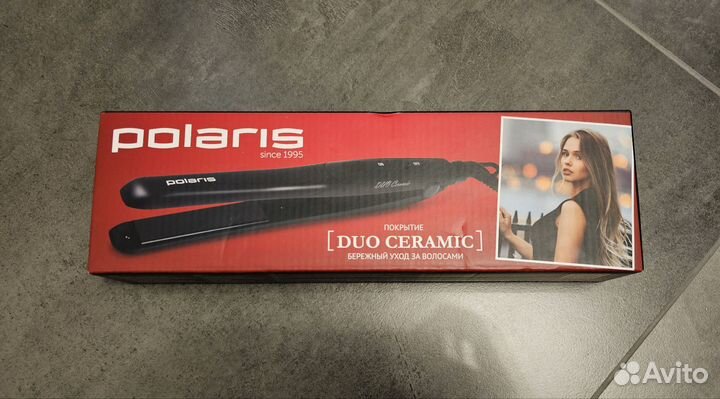 polaris
since 1995
polaris
DUO Ceramic
ПОКРЫТИЕ
[DUO CERAMIC]
БЕРЕЖНЫЙ УХОД ЗА ВОЛОСАМИ
Avito